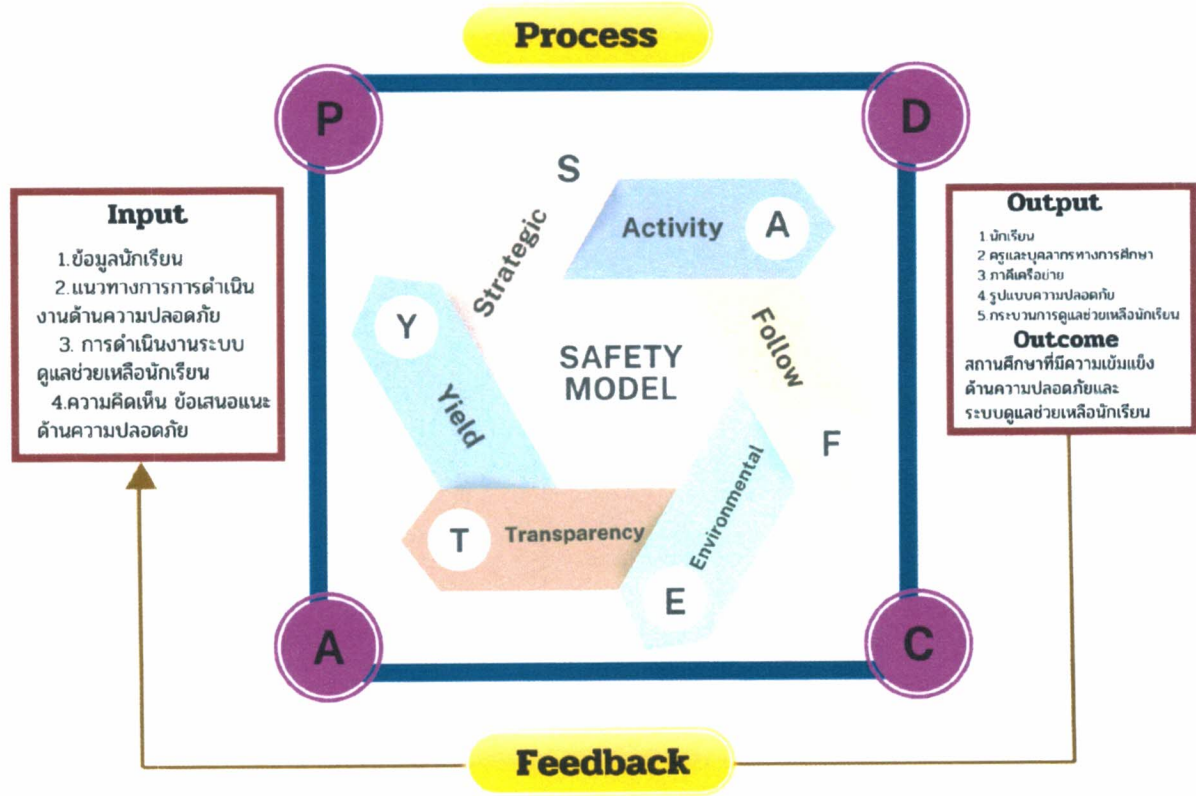 Process
P
D
Input
1.ข้อมูลนักเรียน
2.แนวทางการการดำเนิน
งานด้านความปลอดภัย
3. การดำเนินงานระบบ
ดูแลช่วยเหลือนักเรียน
4.ความคิดเห็น ข้อเสนอแนะ
ด้านความปลอดภัย
S
Strategic
Activity
A
Follow
F
Environmental
E
Transparency
T
Yield
Y
SAFETY
MODEL
Output
1 นักเรียน
2 ครูและบุคลากรทางการศึกษา
3 ภาคีเครือข่าย
4 รูปแบบความปลอดภัย
5.กระบวนการดูแลช่วยเหลือนักเรียน
Outcome
สถานศึกษาที่มีความเข้มแข็ง
ด้านความปลอดภัยและ
ระบบดูแลช่วยเหลือนักเรียน
A
C
Feedback